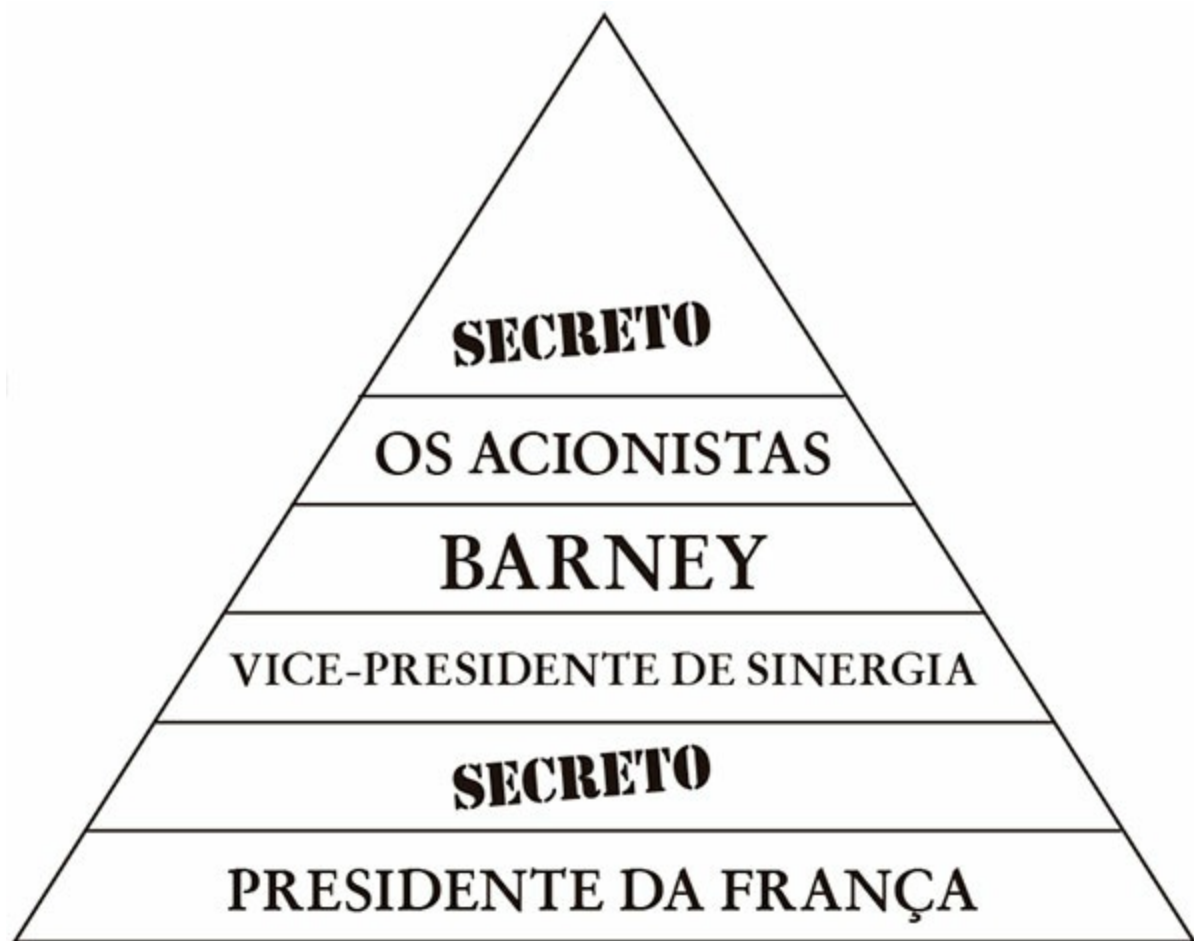 SECRETO
OS ACIONISTAS
BARNEY
VICE-PRESIDENTE DE SINERGIA
SECRETO
PRESIDENTE DA FRANÇA